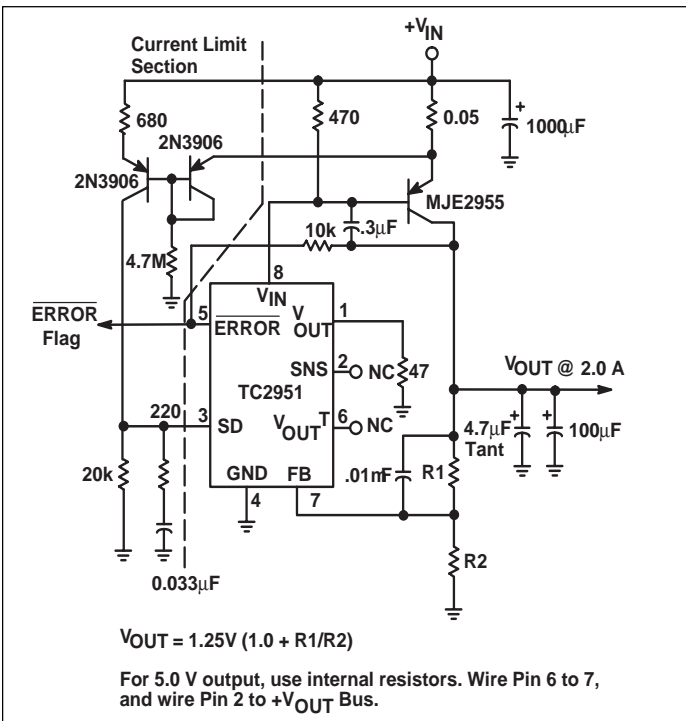 +VIN
Current Limit
Section
680
470
0.05
+
1000µF
2N3906
2N3906
MJE2955
10k
.3µF
4.7M
8
VIN
ERROR
Flag
5
ERROR
V OUT
1
SNS
2
NC
47
TC2951
VOUT @ 2.0 A
220
3
SD
VOUT T
6
NC
4.7µF
Tant
+
+
100µF
20k
GND
FB
.01mF
R1
4
7
0.033µF
R2
VOUT = 1.25V (1.0 + R1/R2)
For 5.0 V output, use internal resistors. Wire Pin 6 to 7,
and wire Pin 2 to +VOUT Bus.